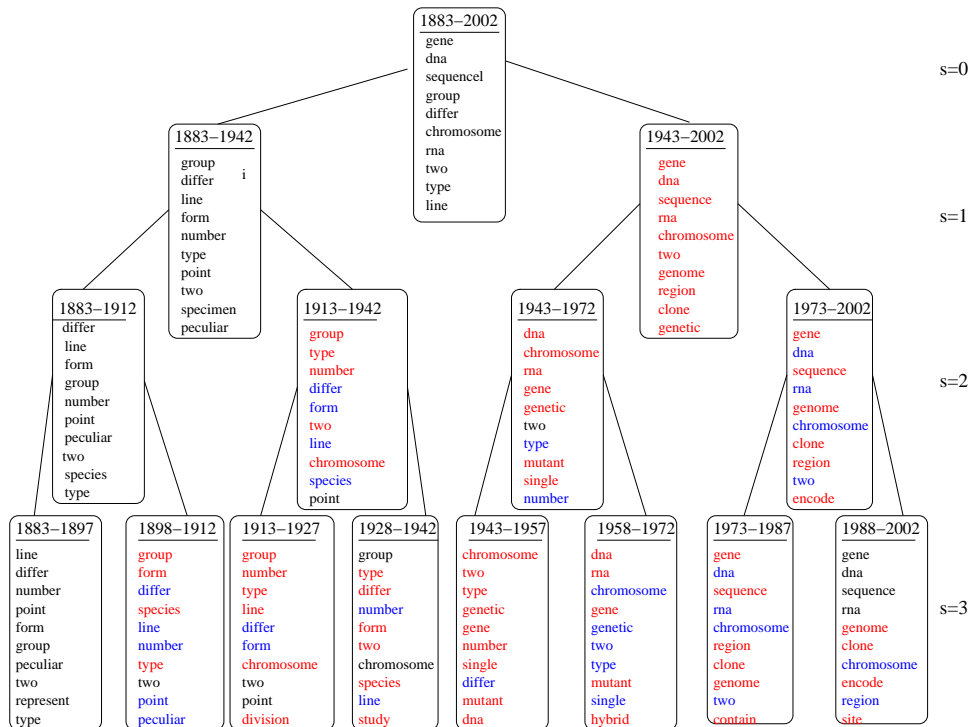 1883−2002
gene
dna
sequencel
group
differ
chromosome
rna
two
type
line
s=0
1883−1942
group
differ
i
line
form
number
type
point
two
specimen
peculiar
1943−2002
gene
dna
sequence
rna
chromosome
two
genome
region
clone
genetic
s=1
1883−1912
differ
line
form
group
number
point
peculiar
two
species
type
1913−1942
group
type
number
differ
form
two
line
chromosome
species
point
1943−1972
dna
chromosome
rna
gene
genetic
two
type
mutant
single
number
1973−2002
gene
dna
sequence
rna
genome
chromosome
clone
region
two
encode
s=2
1883−1897
line
differ
number
point
form
group
peculiar
two
represent
type
1898−1912
group
form
differ
species
line
number
type
two
point
peculiar
1913−1927
group
number
type
line
differ
form
chromosome
two
point
division
1928−1942
group
type
differ
number
form
two
chromosome
species
line
study
1943−1957
chromosome
two
type
genetic
gene
number
single
differ
mutant
dna
1958−1972
dna
rna
chromosome
gene
genetic
two
type
mutant
single
hybrid
1973−1987
gene
dna
sequence
rna
chromosome
region
clone
genome
two
contain
1988−2002
gene
dna
sequence
rna
genome
clone
chromosome
encode
region
site
s=3